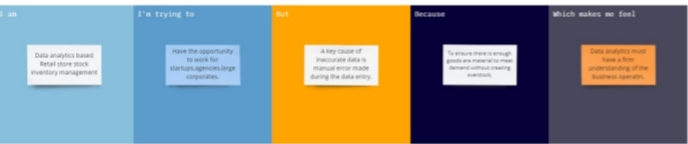 I am
Data analytics based
Retail store stock
inventory management
I'm trying to
Have the opportunity
to work for
startups,agencies,large
corporates.
But
A key cause of
inaccurate data is
manual error made
during the data entry.
Because
To ensure there is enough
goods are material to meet
demand without creating
overstock.
Which makes me feel
Data analytics must
have a firm
understanding of the
business operatin.